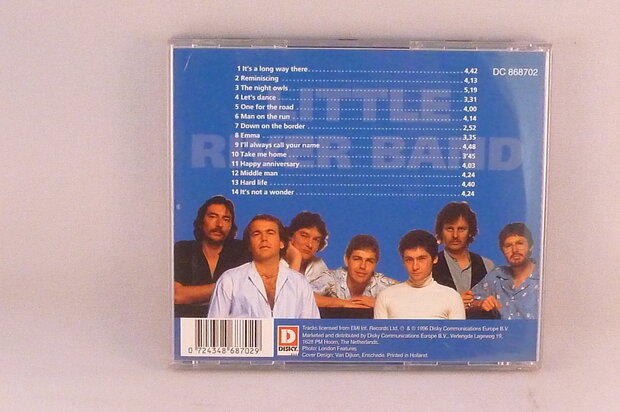 1 It's a long way there 4,42
DC 868702
2 Reminiscing 4,13
3 The night owls 5,19
4 Let's dance 3,31
5 One for the road 4,00
6 Man on the run 4,14
7 Down on the border 2,52
8 Emma 3,35
9 I'll always call your name 4,48
10 Take me home 3'45
11 Happy anniversary 4,03
12 Middle man 4,24
13 Hard life 4,40
14 It's not a wonder 4,24
LITTLE
RIVER BAND
0 724348 687029
D
DISKY
Tracks licensed from EMI Int. Records Ltd. ℗ & © 1996 Disky Communications Europe B.V.
Marketed and distributed by Disky Communications Europe B.V., Verlengde Lageweg 19,
1628 PM Hoorn, The Netherlands.
Photo: London Features
Cover Design: Van Dijken, Enschede. Printed in Holland